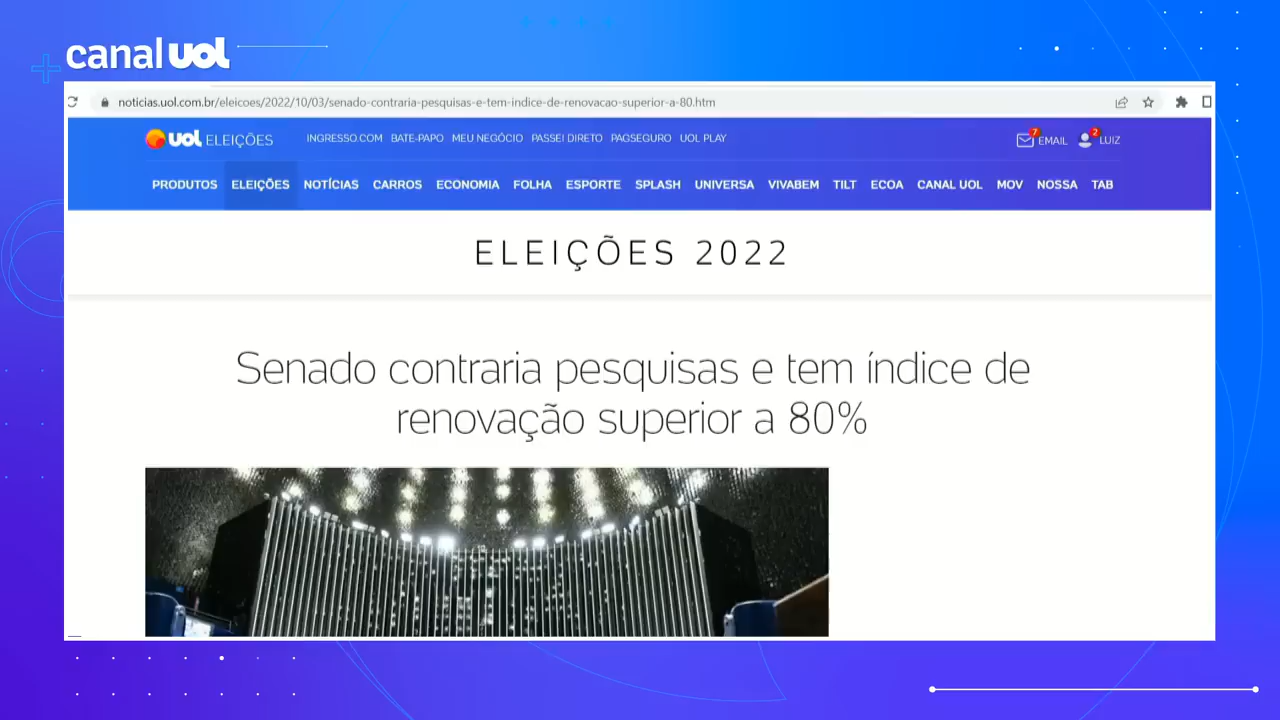 canal uol
noticias.uol.com.br/eleicoes/2022/10/03/senado-contraria-pesquisas-e-tem-indice-de-renovacao-superior-a-80.htm
uol ELEIÇÕES INGRESSO.COM BATE-PAPO MEU NEGÓCIO PASSEI DIRETO PAGSEGURO UOL PLAY 7 EMAIL 2 LUIZ
PRODUTOS ELEIÇÕES NOTÍCIAS CARROS ECONOMIA FOLHA ESPORTE SPLASH UNIVERSA VIVABEM TILT ECOA CANAL UOL MOV NOSSA TAB
ELEIÇÕES 2022
Senado contraria pesquisas e tem índice de
renovação superior a 80%